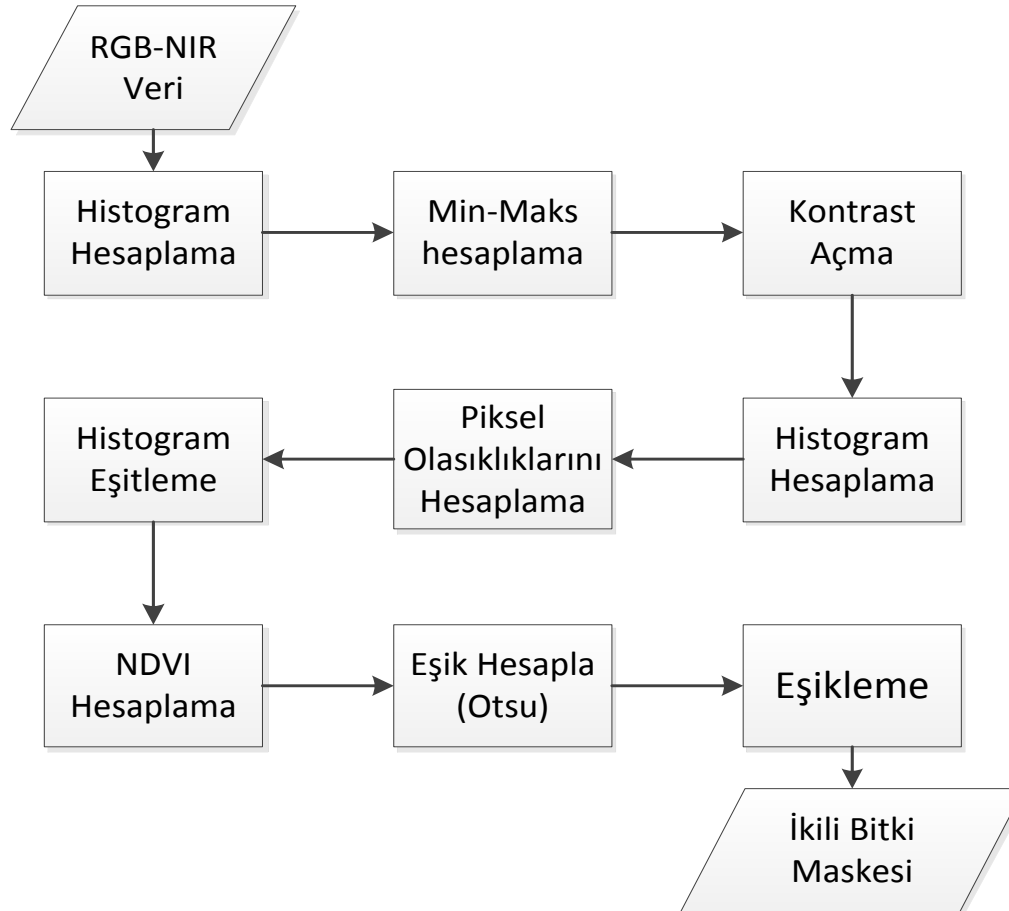 RGB-NIR
Veri
Histogram
Hesaplama
Min-Maks
hesaplama
Kontrast
Açma
Histogram
Hesaplama
Piksel
Olasıklıklarını
Hesaplama
Histogram
Eşitleme
NDVI
Hesaplama
Eşik Hesapla
(Otsu)
Eşikleme
İkili Bitki
Maskesi